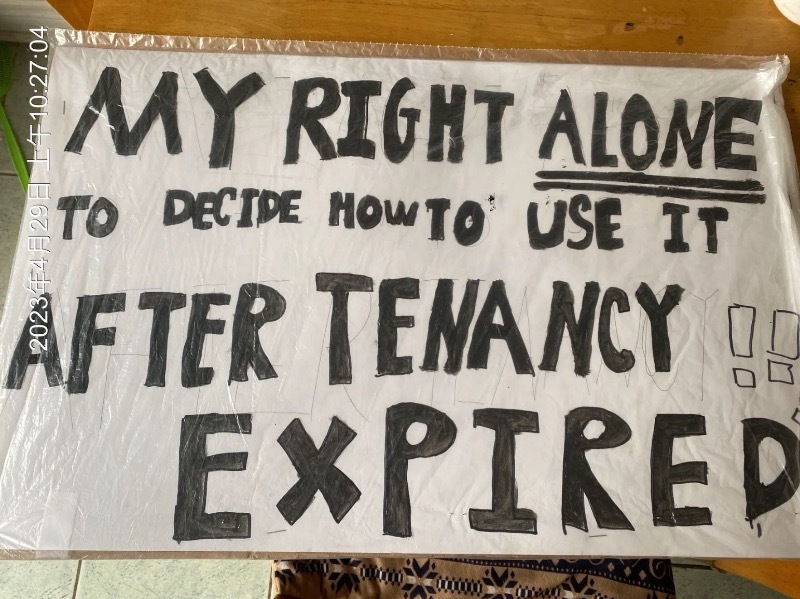 MY RIGHT ALONE
TO DECIDE HOW TO USE IT
AFTER TENANCY !!
EXPIRED
2023年4月29日 上午10:27:04